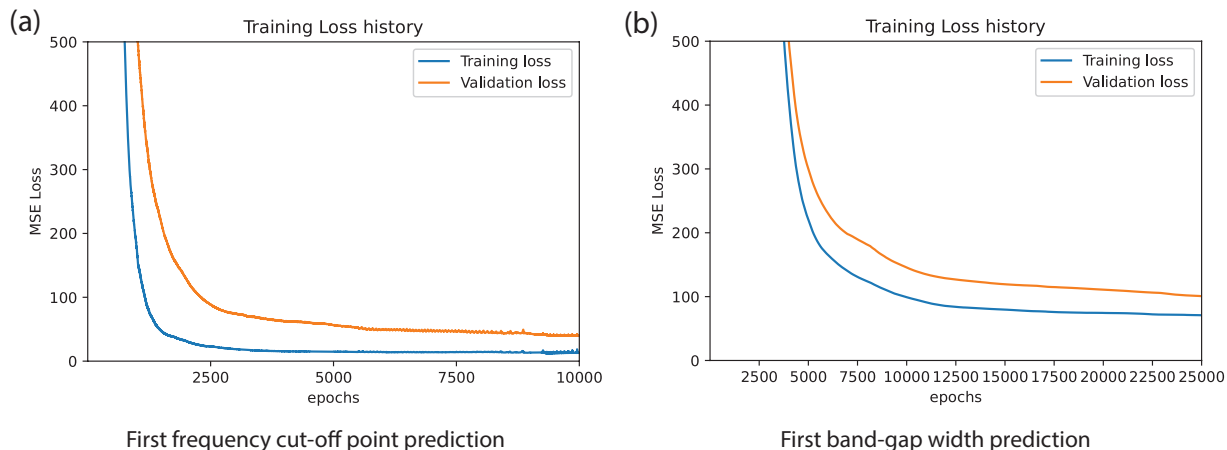 (a)
Training Loss history
500
400
300
200
100
0
MSE Loss
Training loss
Validation loss
2500 5000 7500 10000
epochs
First frequency cut-off point prediction
(b)
Training Loss history
500
400
300
200
100
0
MSE Loss
Training loss
Validation loss
2500 5000 7500 10000 12500 15000 17500 20000 22500 25000
epochs
First band-gap width prediction